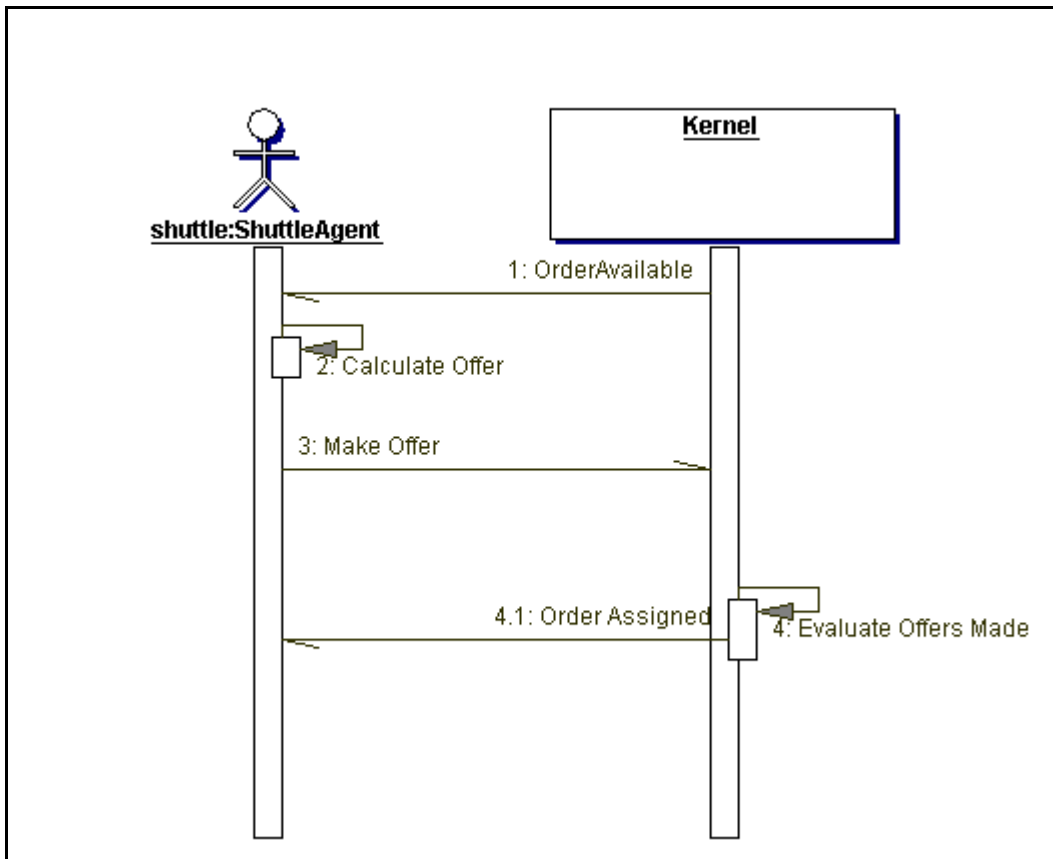 Kernel
shuttle:ShuttleAgent
1: OrderAvailable
2: Calculate Offer
3: Make Offer
4.1: Order Assigned
4: Evaluate Offers Made